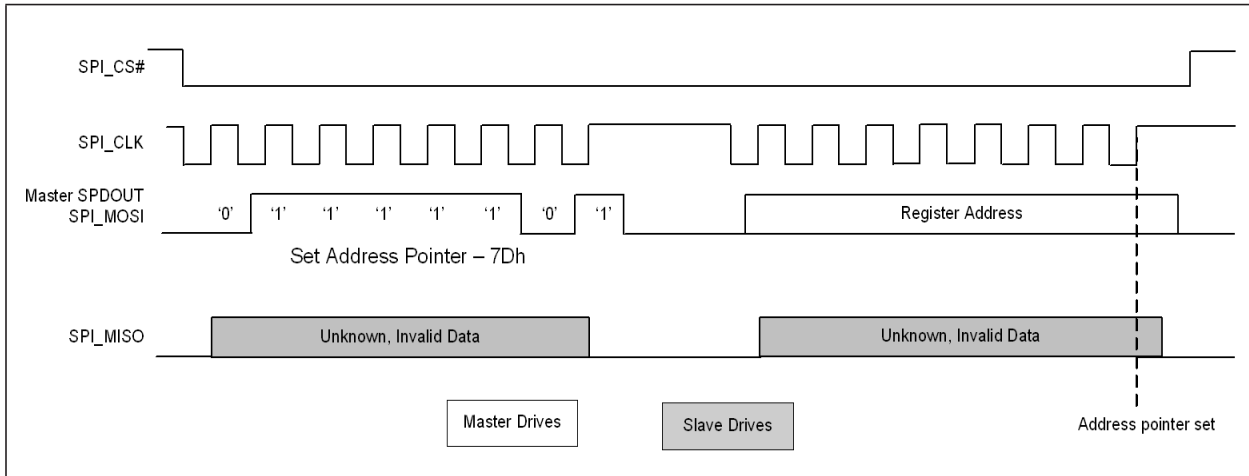 SPI_CS#
SPI_CLK
Master SPDOUT
SPI_MOSI
‘0’ ‘1’ ‘1’ ‘1’ ‘1’ ‘1’ ‘0’ ‘1’
Register Address
Set Address Pointer – 7Dh
SPI_MISO
Unknown, Invalid Data
Unknown, Invalid Data
Master Drives
Slave Drives
Address pointer set